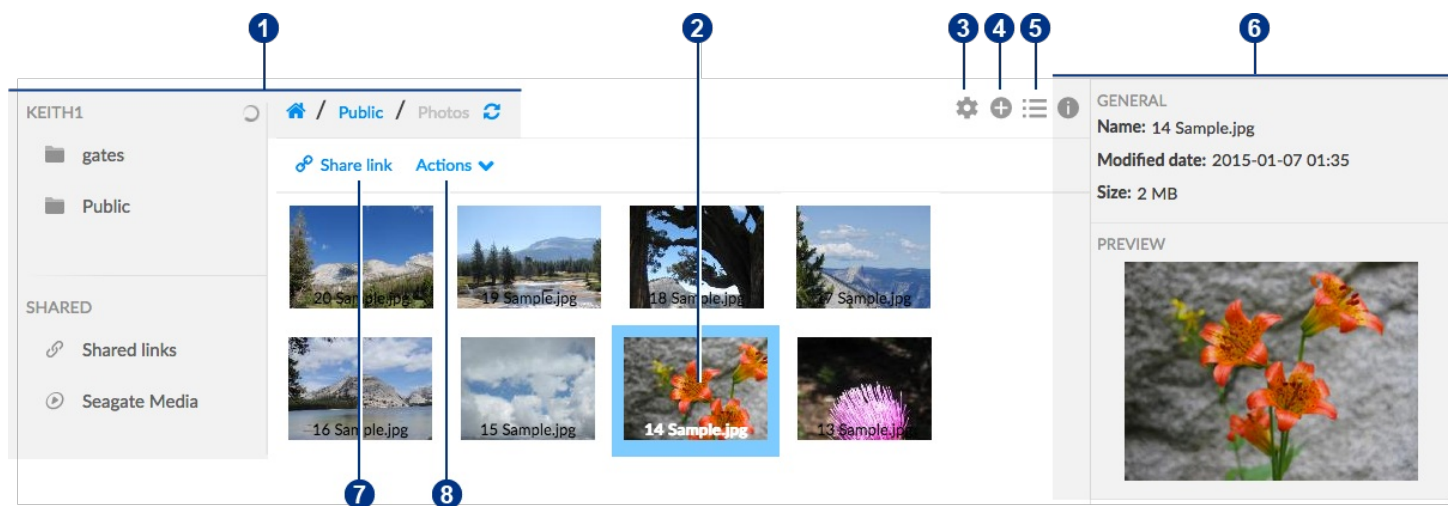 1 2 3 4 5 6
KEITH1
/ Public / Photos
gates
Public
SHARED
Shared links
Seagate Media
Share link Actions
20 Sample.jpg 19 Sample.jpg 18 Sample.jpg 17 Sample.jpg
16 Sample.jpg 15 Sample.jpg 14 Sample.jpg 13 Sample.jpg
GENERAL
Name: 14 Sample.jpg
Modified date: 2015-01-07 01:35
Size: 2 MB
PREVIEW
7 8